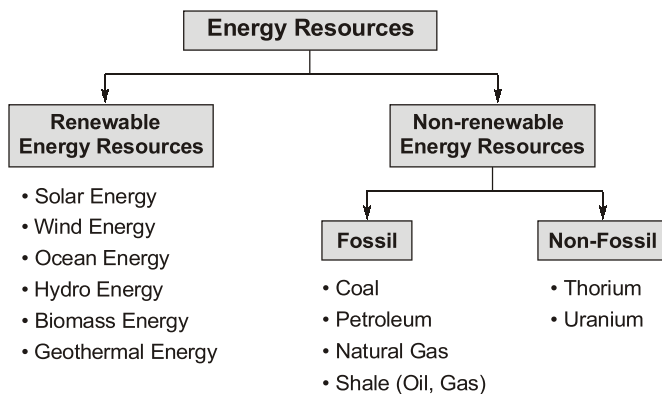 Energy Resources
Renewable
Energy Resources
• Solar Energy
• Wind Energy
• Ocean Energy
• Hydro Energy
• Biomass Energy
• Geothermal Energy
Non-renewable
Energy Resources
Fossil
• Coal
• Petroleum
• Natural Gas
• Shale (Oil, Gas)
Non-Fossil
• Thorium
• Uranium